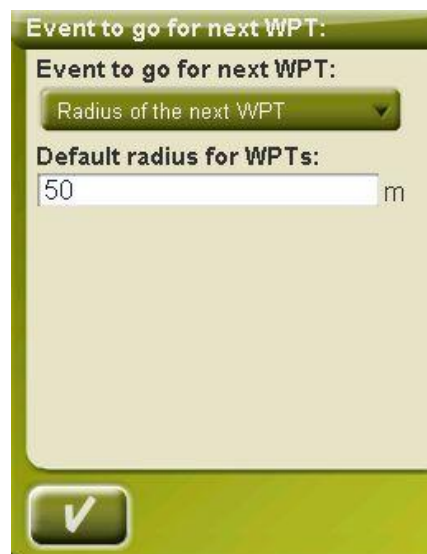 Event to go for next WPT:
Event to go for next WPT:
Radius of the next WPT
Default radius for WPTs:
50 m